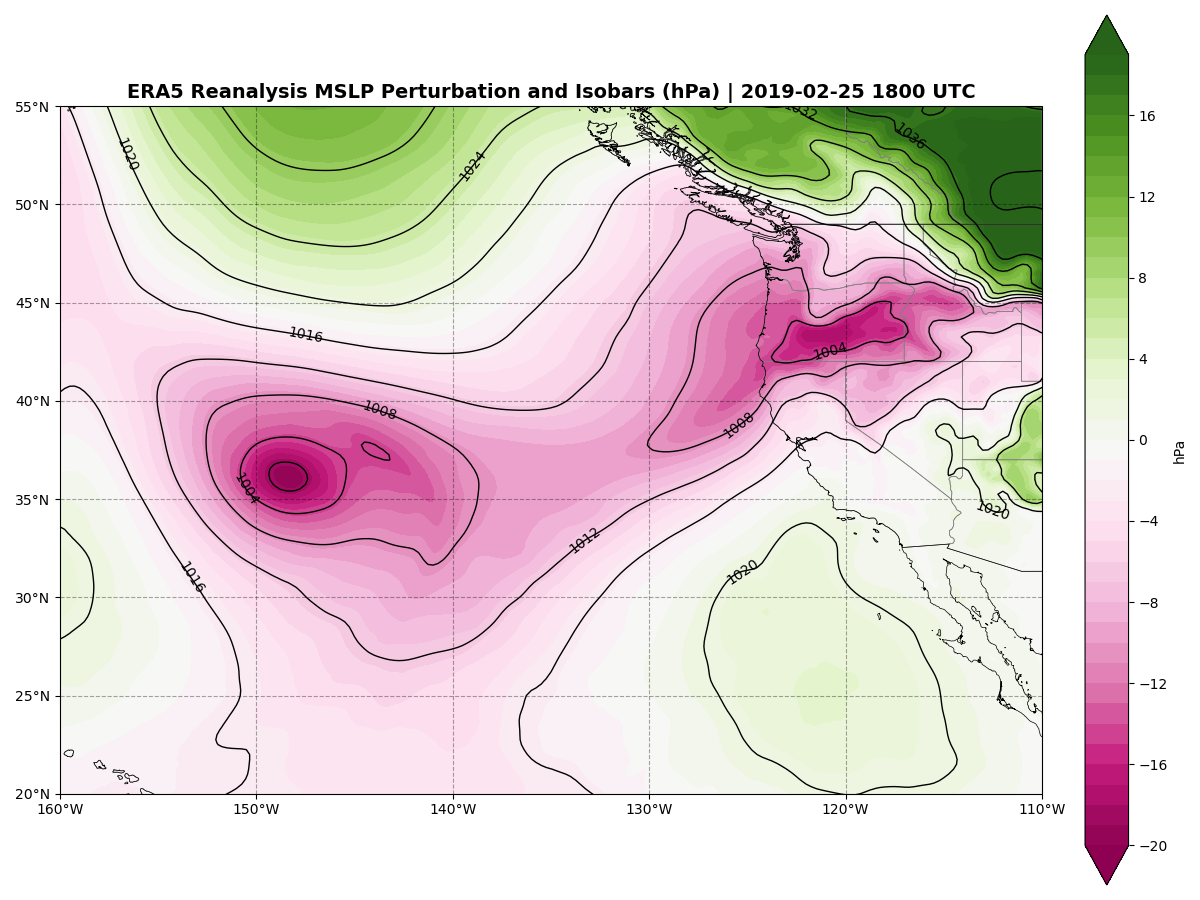 ERA5 Reanalysis MSLP Perturbation and Isobars (hPa) | 2019-02-25 1800 UTC
55°N
50°N
45°N
40°N
35°N
30°N
25°N
20°N
160°W
150°W
140°W
130°W
120°W
110°W
1020
1024
1032
1036
1016
1008
1004
1004
1008
1012
1016
1020
1020
16
12
8
4
0
−4
−8
−12
−16
−20
hPa